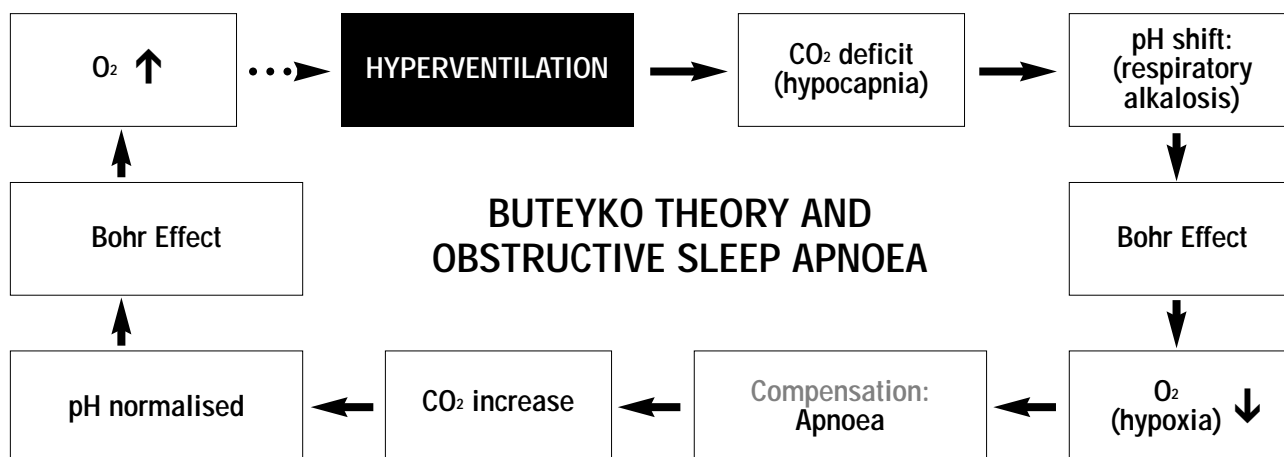 O₂ ↑
HYPERVENTILATION
CO₂ deficit
(hypocapnia)
pH shift:
(respiratory
alkalosis)
Bohr Effect
BUTEYKO THEORY AND
OBSTRUCTIVE SLEEP APNOEA
Bohr Effect
pH normalised
CO₂ increase
Compensation:
Apnoea
O₂
(hypoxia) ↓